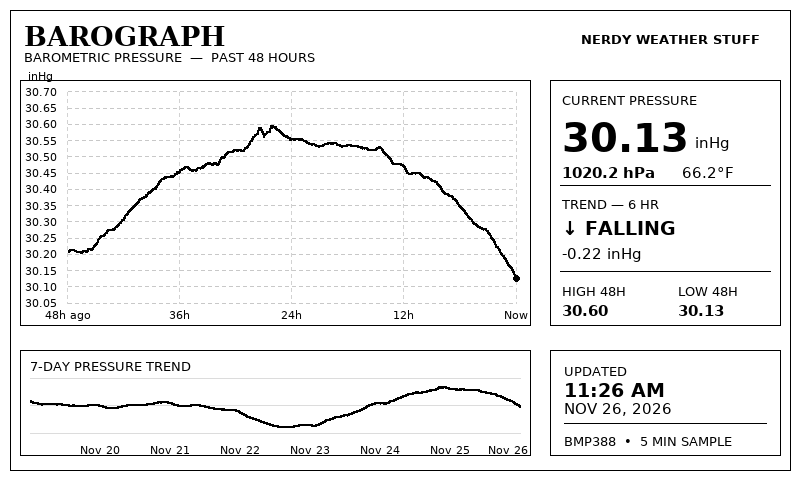 BAROGRAPH
BAROMETRIC PRESSURE — PAST 48 HOURS
NERDY WEATHER STUFF
inHg
30.70
30.65
30.60
30.55
30.50
30.45
30.40
30.35
30.30
30.25
30.20
30.15
30.10
30.05
48h ago 36h 24h 12h Now
CURRENT PRESSURE
30.13 inHg
1020.2 hPa 66.2°F
TREND — 6 HR
↓ FALLING
-0.22 inHg
HIGH 48H LOW 48H
30.60 30.13
7-DAY PRESSURE TREND
Nov 20 Nov 21 Nov 22 Nov 23 Nov 24 Nov 25 Nov 26
UPDATED
11:26 AM
NOV 26, 2026
BMP388 • 5 MIN SAMPLE